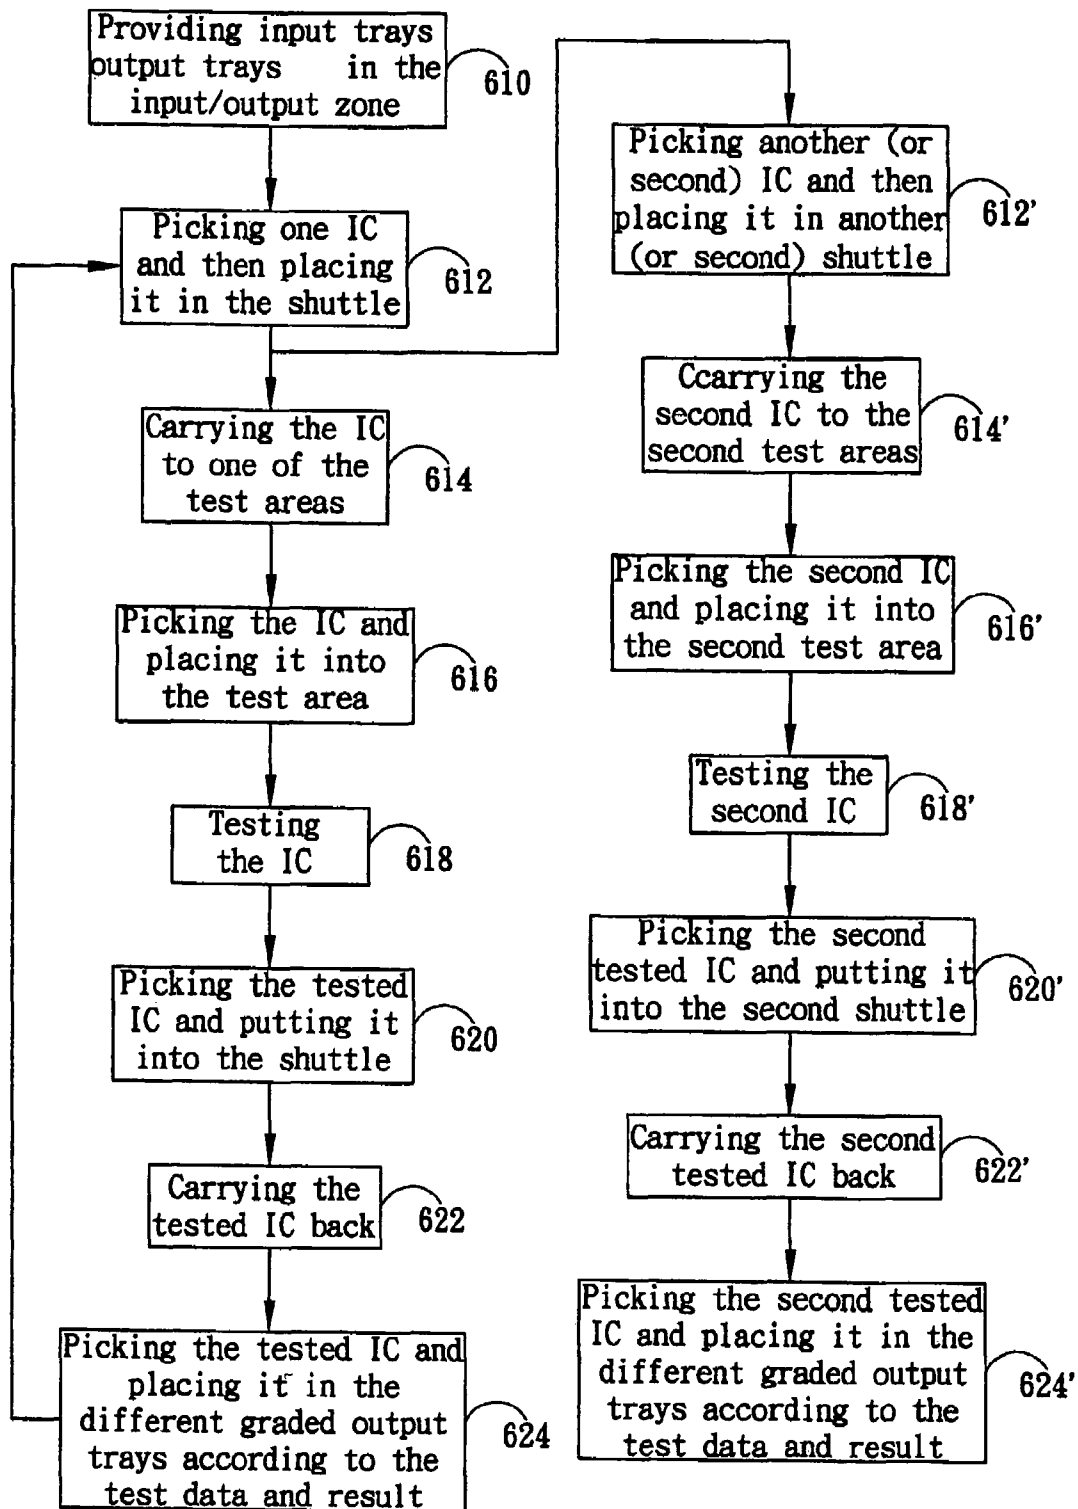 Providing input trays
output trays in the
input/output zone
610
Picking one IC
and then placing
it in the shuttle
612
Carrying the IC
to one of the
test areas
614
Picking the IC and
placing it into
the test area
616
Testing
the IC
618
Picking the tested
IC and putting it
into the shuttle
620
Carrying the
tested IC back
622
Picking the tested IC and
placing it in the
different graded output
trays according to the
test data and result
624
Picking another (or
second) IC and then
placing it in another
(or second) shuttle
612'
Ccarrying the
second IC to the
second test areas
614'
Picking the second IC
and placing it into
the second test area
616'
Testing the
second IC
618'
Picking the second
tested IC and putting it
into the second shuttle
620'
Carrying the second
tested IC back
622'
Picking the second tested
IC and placing it in the
different graded output
trays according to the
test data and result
624'